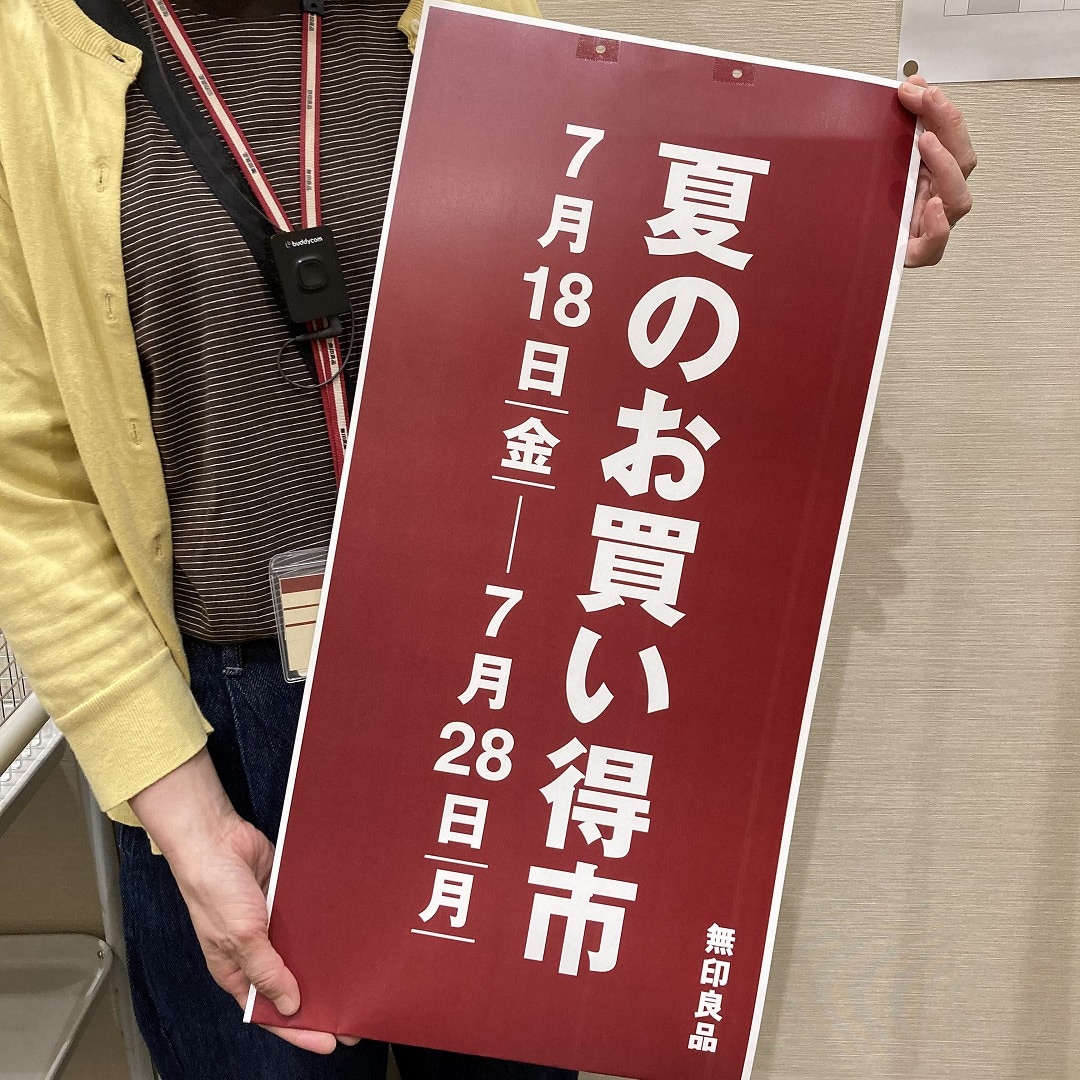 夏のお買い得市
7月18日(金)―7月28日(月)
無印良品
buddycom